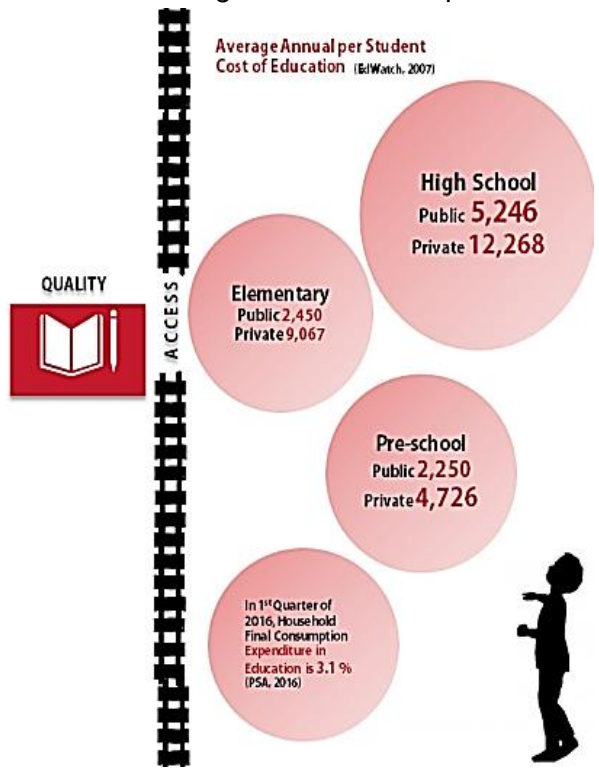 Average Annual per Student
Cost of Education (EdWatch, 2007)
High School
Public 5,246
Private 12,268
QUALITY
ACCESS
Elementary
Public 2,450
Private 9,067
Pre-school
Public 2,250
Private 4,726
In 1st Quarter of
2016, Household
Final Consumption
Expenditure in
Education is 3.1 %
(PSA, 2016)